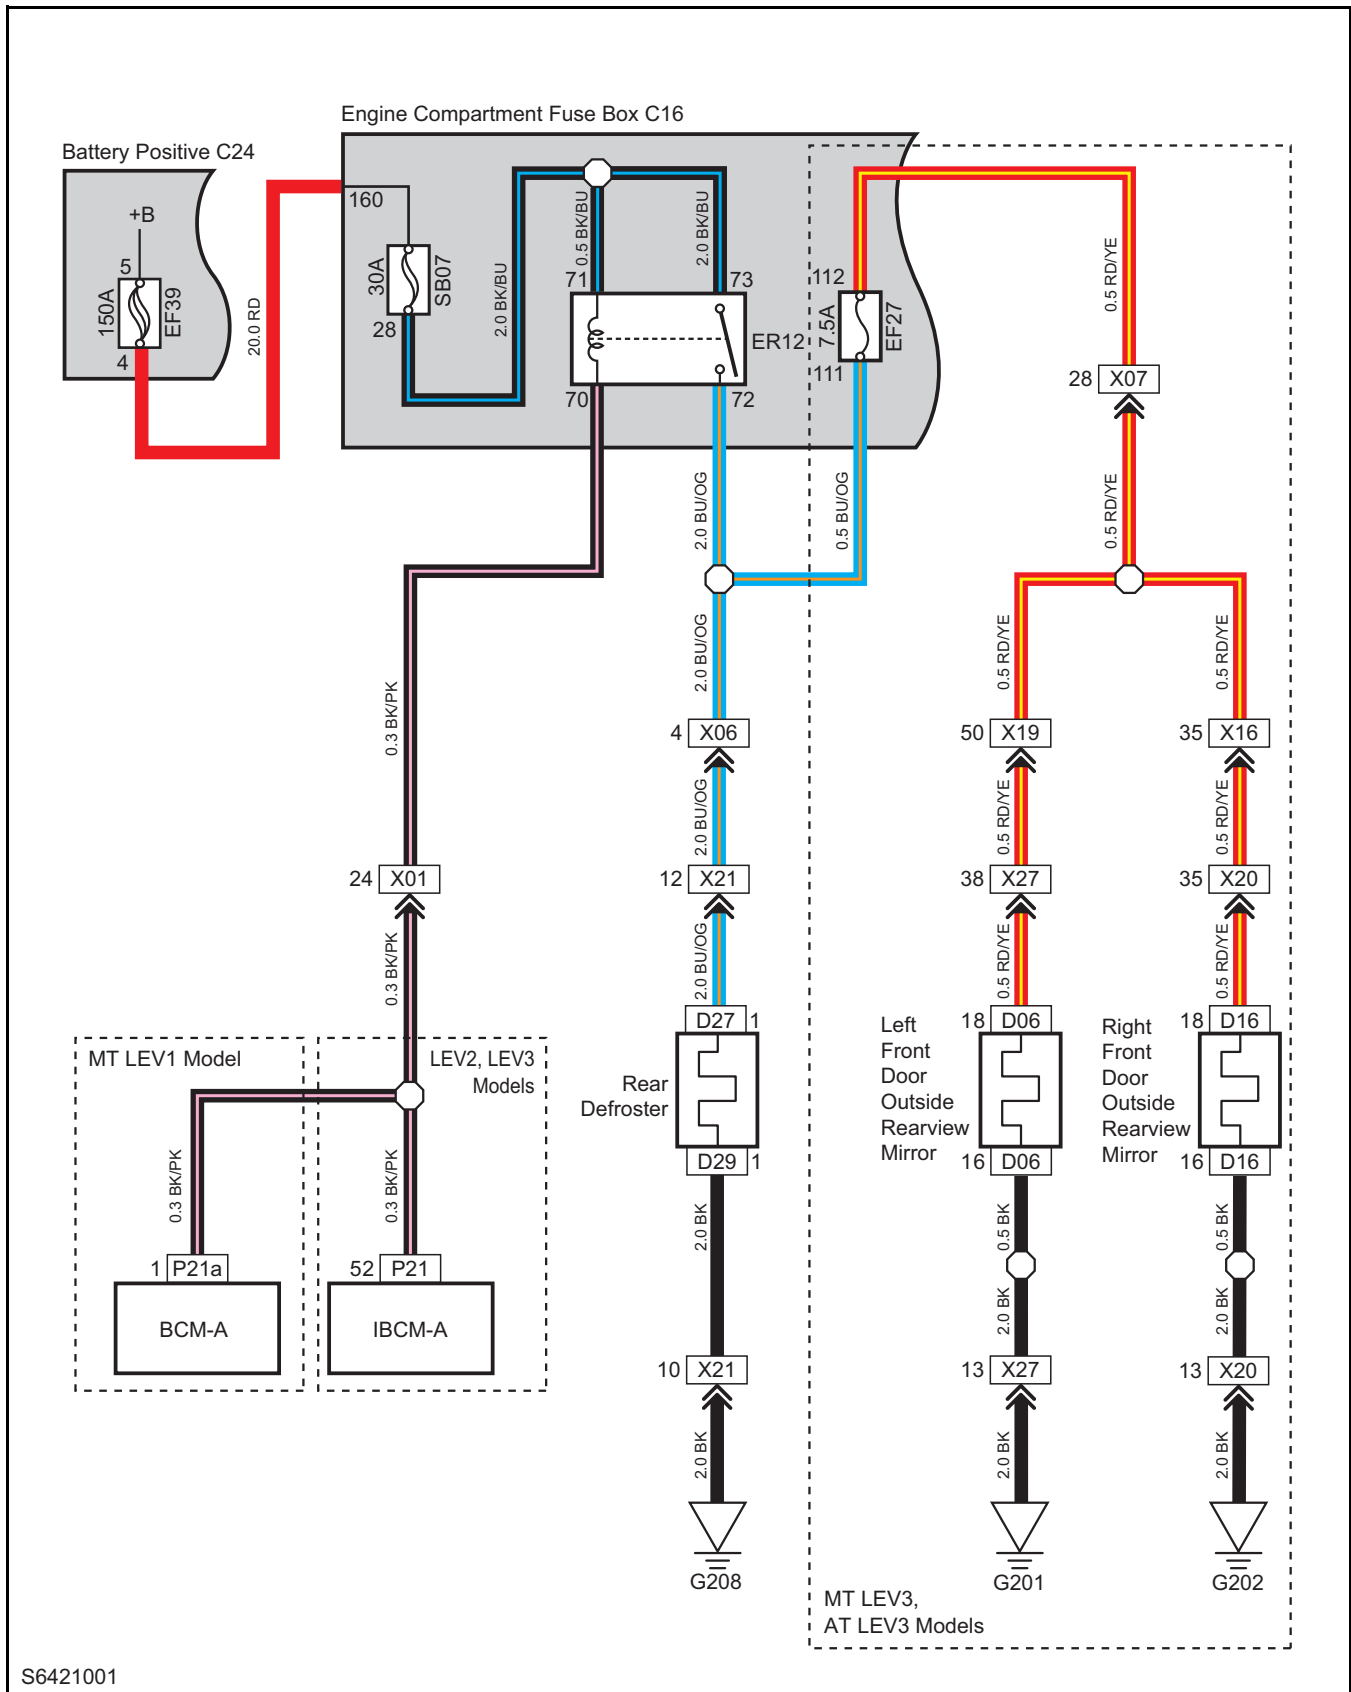 Engine Compartment Fuse Box C16
Battery Positive C24
160
+B
5
150A
EF39
4
20.0 RD
30A
SB07
28
2.0 BK/BU
0.5 BK/BU
2.0 BK/BU
71
73
ER12
70
72
112
7.5A
EF27
111
0.5 RD/YE
28 X07
2.0 BU/OG
0.5 BU/OG
0.5 RD/YE
0.3 BK/PK
2.0 BU/OG
0.5 RD/YE
0.5 RD/YE
4 X06
50 X19
35 X16
2.0 BU/OG
0.5 RD/YE
0.5 RD/YE
24 X01
12 X21
38 X27
35 X20
0.3 BK/PK
2.0 BU/OG
0.5 RD/YE
0.5 RD/YE
D27 1
18 D06
18 D16
MT LEV1 Model
LEV2, LEV3
Models
Rear
Defroster
Left
Front
Door
Outside
Rearview
Mirror
Right
Front
Door
Outside
Rearview
Mirror
D29 1
16 D06
16 D16
0.3 BK/PK
0.3 BK/PK
2.0 BK
0.5 BK
0.5 BK
1 P21a
52 P21
BCM-A
IBCM-A
2.0 BK
2.0 BK
10 X21
13 X27
13 X20
2.0 BK
2.0 BK
2.0 BK
G208
G201
G202
MT LEV3,
AT LEV3 Models
S6421001